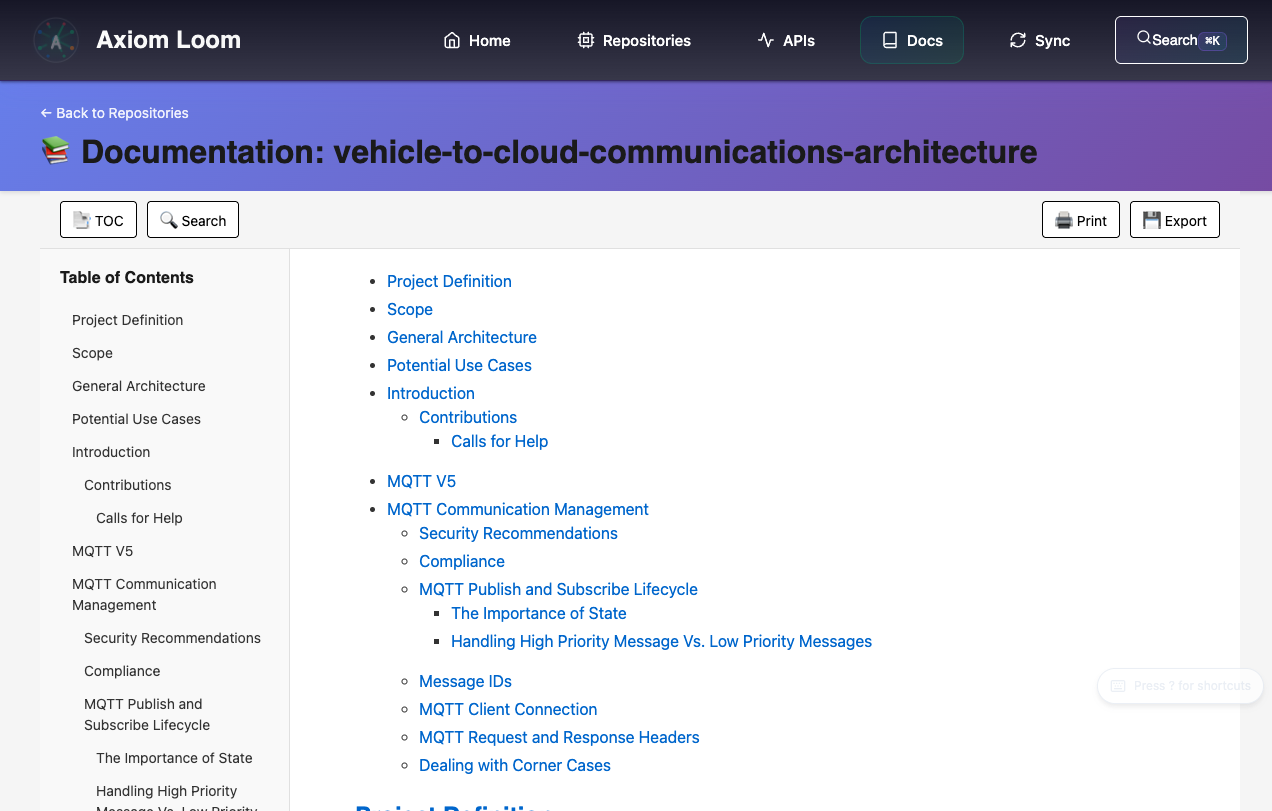 Axiom Loom
Home
Repositories
APIs
Docs
Sync
Search ⌘K
← Back to Repositories
📚 Documentation: vehicle-to-cloud-communications-architecture
📑 TOC
🔍 Search
🖨️ Print
💾 Export
Table of Contents
Project Definition
Scope
General Architecture
Potential Use Cases
Introduction
Contributions
Calls for Help
MQTT V5
MQTT Communication
Management
Security Recommendations
Compliance
MQTT Publish and
Subscribe Lifecycle
The Importance of State
Handling High Priority
Message Vs. Low Priority
Project Definition
Scope
General Architecture
Potential Use Cases
Introduction
Contributions
Calls for Help
MQTT V5
MQTT Communication Management
Security Recommendations
Compliance
MQTT Publish and Subscribe Lifecycle
The Importance of State
Handling High Priority Message Vs. Low Priority Messages
Message IDs
MQTT Client Connection
MQTT Request and Response Headers
Dealing with Corner Cases
Project Definition
Press ? for shortcuts